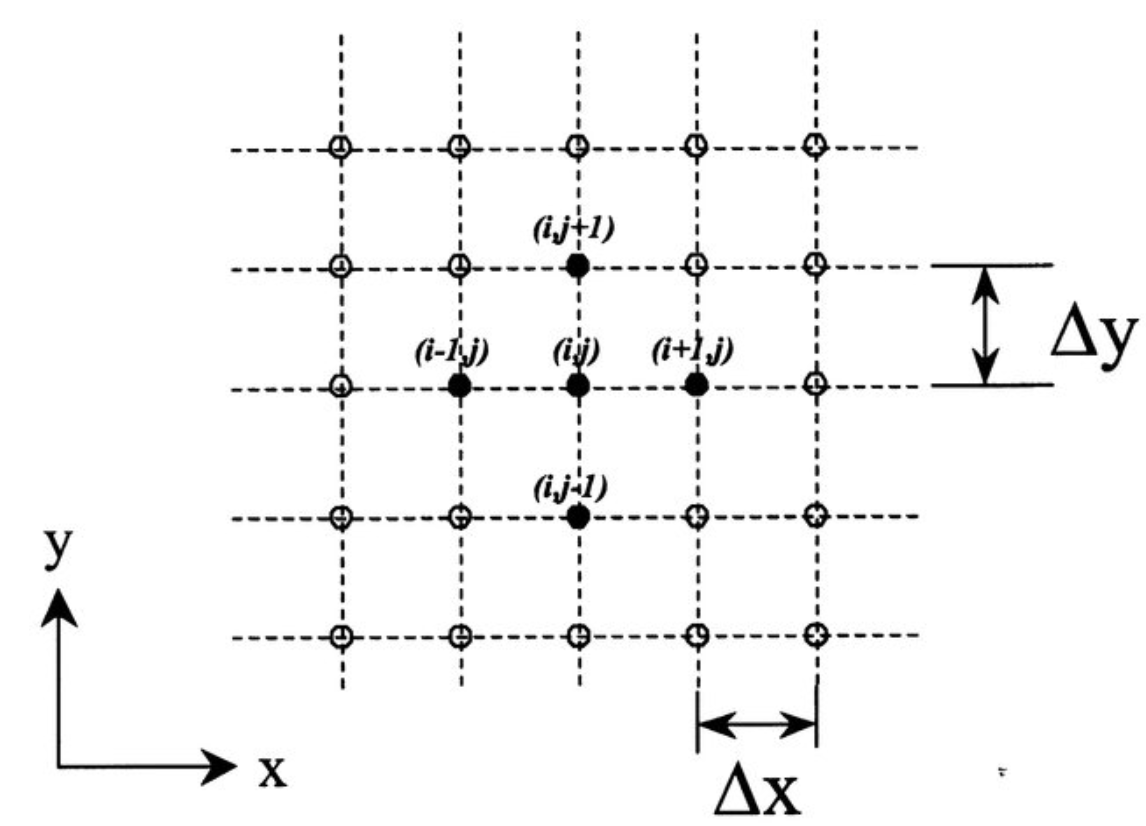 (i,j+1)
(i-1,j) (i,j) (i+1,j)
Δy
(i,j-1)
y
x
Δx